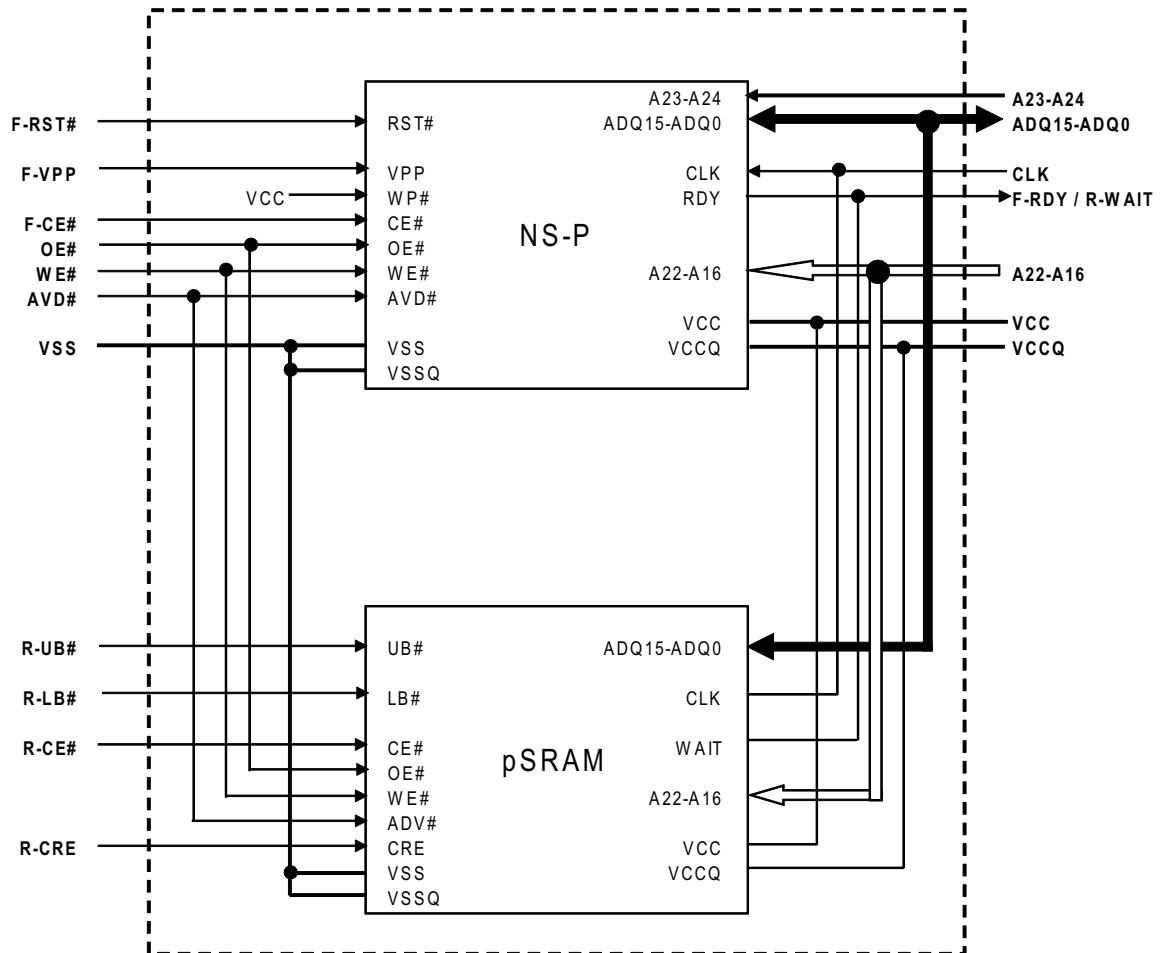 A23-A24
A23-A24
F-RST#
RST#
ADQ15-ADQ0
ADQ15-ADQ0
F-VPP
VPP
CLK
CLK
VCC
WP#
RDY
F-RDY / R-WAIT
F-CE#
CE#
NS-P
OE#
OE#
WE#
WE#
A22-A16
A22-A16
AVD#
AVD#
VCC
VCC
VSS
VSS
VCCQ
VCCQ
VSSQ
R-UB#
UB#
ADQ15-ADQ0
R-LB#
LB#
CLK
R-CE#
CE#
WAIT
pSRAM
OE#
WE#
A22-A16
ADV#
R-CRE
CRE
VCC
VSS
VCCQ
VSSQ